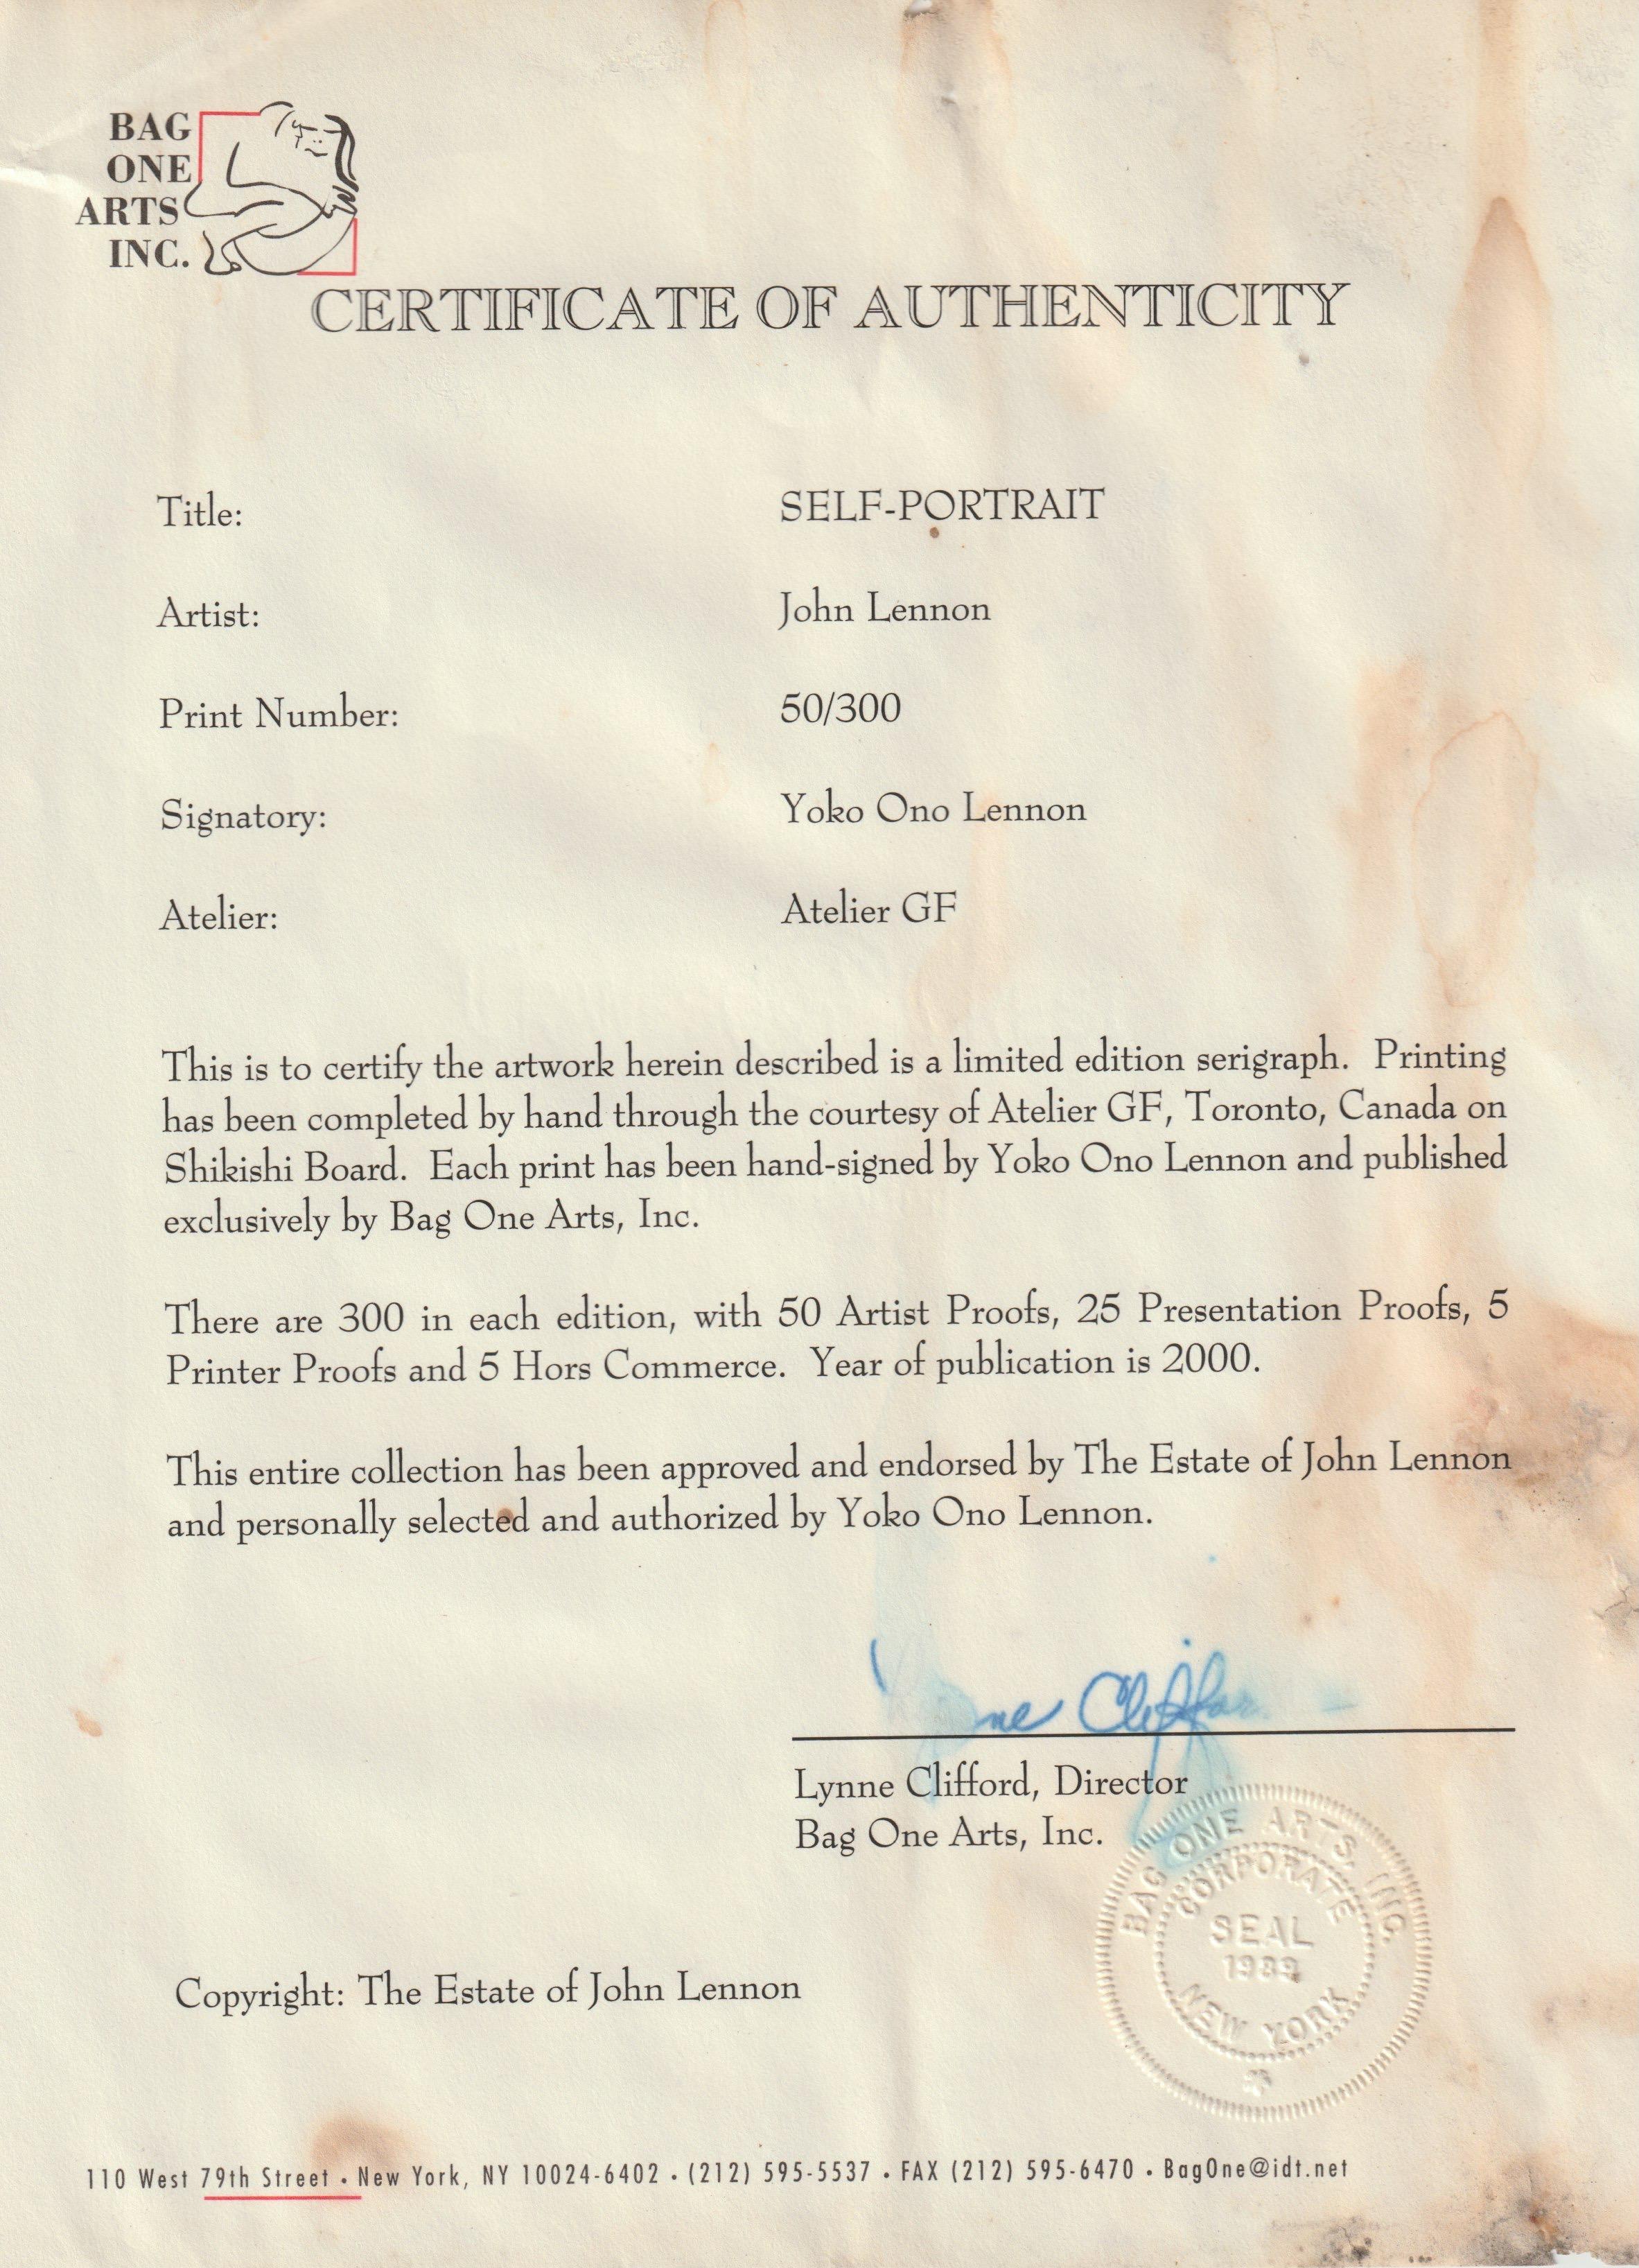 BAG
ONE
ARTS
INC.
CERTIFICATE OF AUTHENTICITY
Title: SELF-PORTRAIT
Artist: John Lennon
Print Number: 50/300
Signatory: Yoko Ono Lennon
Atelier: Atelier GF
This is to certify the artwork herein described is a limited edition serigraph. Printing
has been completed by hand through the courtesy of Atelier GF, Toronto, Canada on
Shikishi Board. Each print has been hand-signed by Yoko Ono Lennon and published
exclusively by Bag One Arts, Inc.
There are 300 in each edition, with 50 Artist Proofs, 25 Presentation Proofs, 5
Printer Proofs and 5 Hors Commerce. Year of publication is 2000.
This entire collection has been approved and endorsed by The Estate of John Lennon
and personally selected and authorized by Yoko Ono Lennon.
Lynne Clifford, Director
Bag One Arts, Inc.
BAG ONE ARTS, INC.
CORPORATE
SEAL
1989
NEW YORK
Copyright: The Estate of John Lennon
110 West 79th Street • New York, NY 10024-6402 • (212) 595-5537 • FAX (212) 595-6470 • BagOne@idt.net